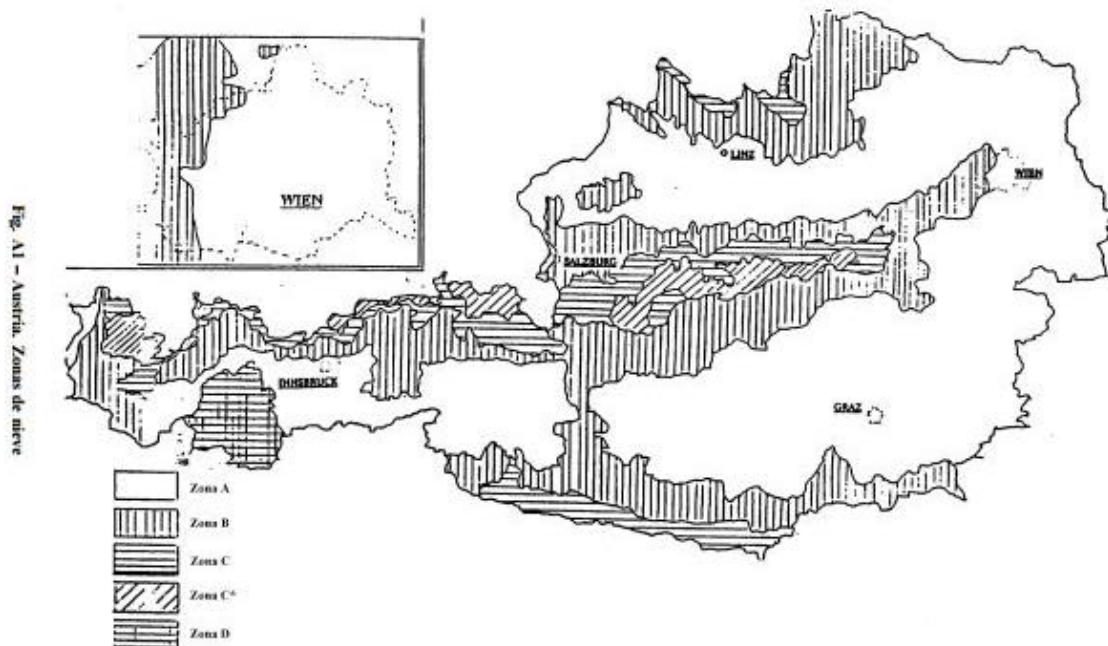 Fig. A1 – Austria. Zonas de nieve
WIEN
LINZ
WIEN
SALZBURG
INNSBRUCK
GRAZ
Zona A
Zona B
Zona C
Zona C*
Zona D